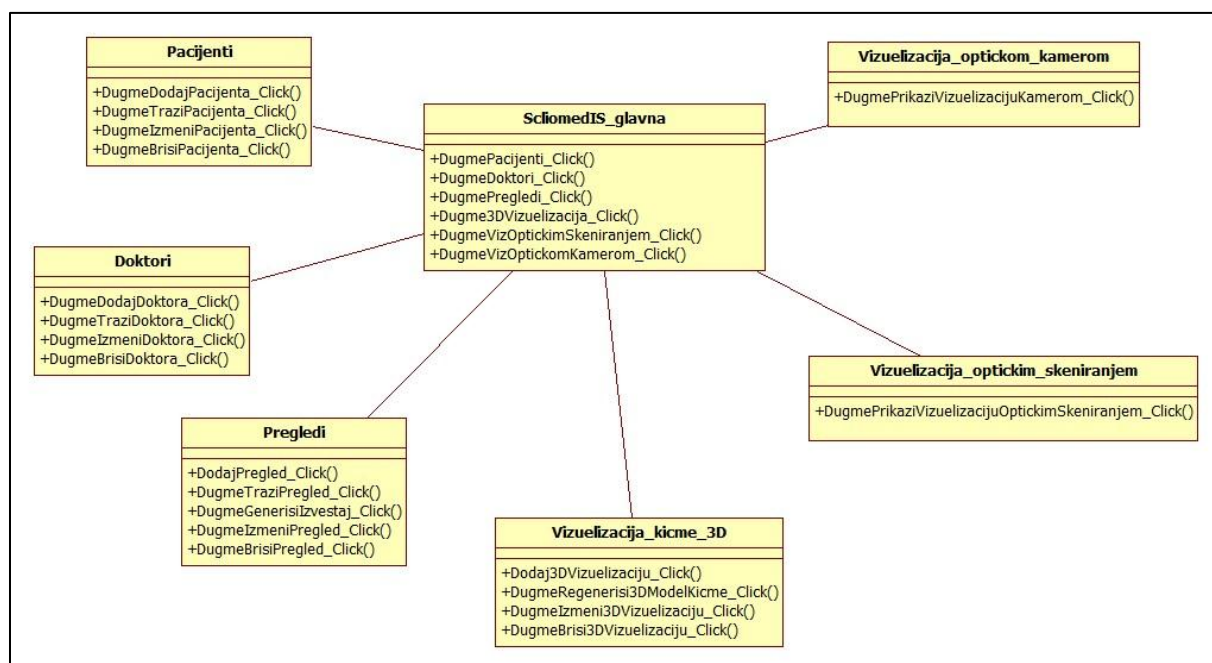 Pacijenti
+DugmeDodajPacijenta_Click()
+DugmeTraziPacijenta_Click()
+DugmeIzmeniPacijenta_Click()
+DugmeBrisiPacijenta_Click()
Vizuelizacija_optickom_kamerom
+DugmePrikaziVizuelizacijuKamerom_Click()
ScliomedIS_glavna
+DugmePacijenti_Click()
+DugmeDoktori_Click()
+DugmePregledi_Click()
+Dugme3DVizuelizacija_Click()
+DugmeVizOptickimSkeniranjem_Click()
+DugmeVizOptickomKamerom_Click()
Doktori
+DugmeDodajDoktora_Click()
+DugmeTraziDoktora_Click()
+DugmeIzmeniDoktora_Click()
+DugmeBrisiDoktora_Click()
Vizuelizacija_optickim_skeniranjem
+DugmePrikaziVizuelizacijuOptickimSkeniranjem_Click()
Pregledi
+DodajPregled_Click()
+DugmeTraziPregled_Click()
+DugmeGenerisiIzvestaj_Click()
+DugmeIzmeniPregled_Click()
+DugmeBrisiPregled_Click()
Vizuelizacija_kicme_3D
+Dodaj3DVizuelizaciju_Click()
+DugmeRegenerisi3DModelKicme_Click()
+DugmeIzmeni3DVizuelizaciju_Click()
+DugmeBrisi3DVizuelizaciju_Click()